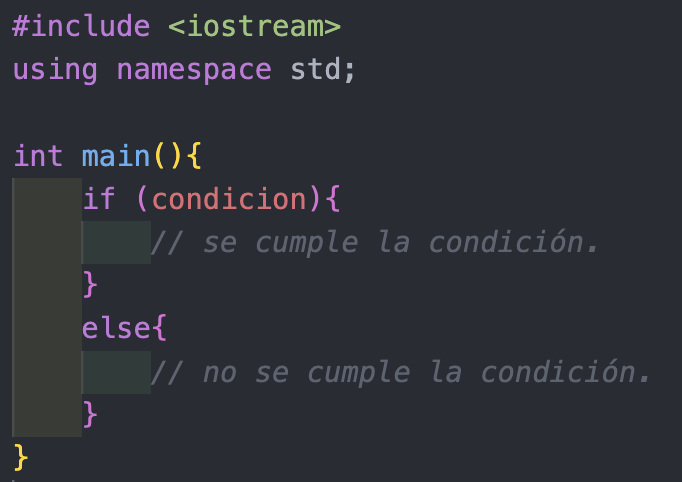 #include <iostream>
using namespace std;
int main(){
if (condicion){
// se cumple la condición.
}
else{
// no se cumple la condición.
}
}